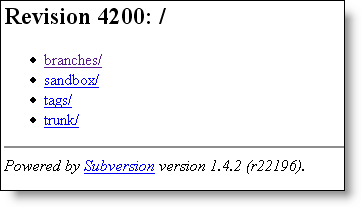 Revision 4200: /
branches/
sandbox/
tags/
trunk/
Powered by Subversion version 1.4.2 (r22196).